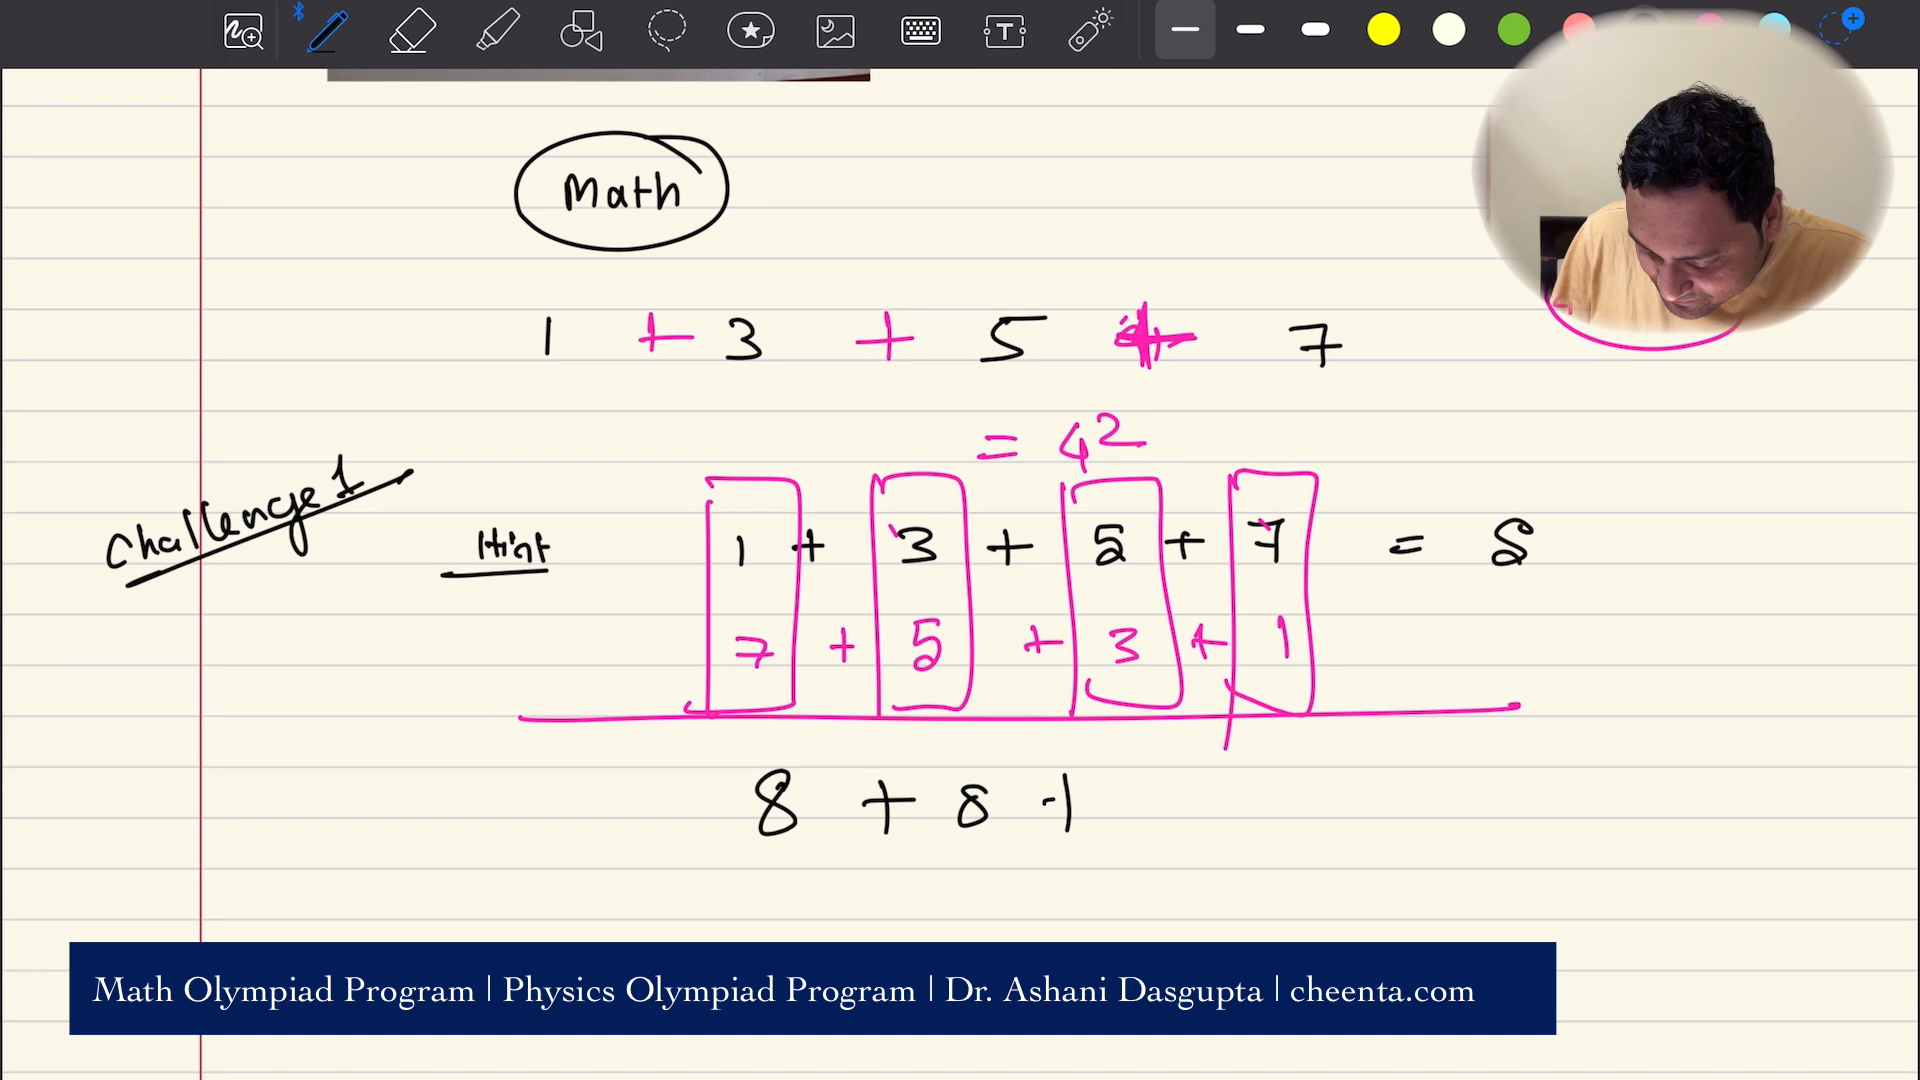 Math
1 + 3 + 5 + 7
= 4²
Challenge 1
Hint
1 + 3 + 5 + 7 = S
7 + 5 + 3 + 1
8 + 8
Math Olympiad Program | Physics Olympiad Program | Dr. Ashani Dasgupta | cheenta.com